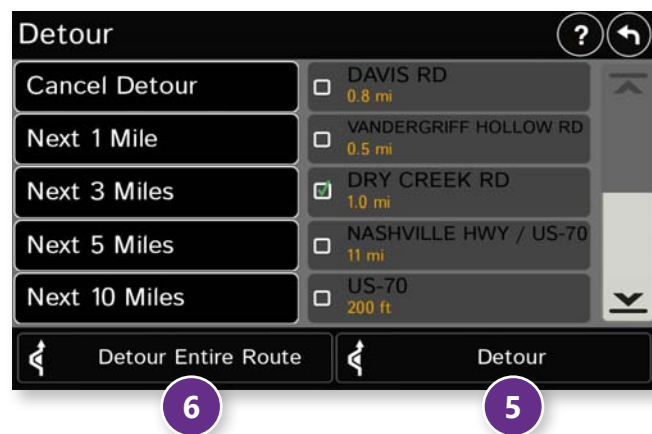 Detour
?
Cancel Detour
DAVIS RD
0.8 mi
Next 1 Mile
VANDERGRIFF HOLLOW RD
0.5 mi
Next 3 Miles
DRY CREEK RD
1.0 mi
Next 5 Miles
NASHVILLE HWY / US-70
11 mi
Next 10 Miles
US-70
200 ft
Detour Entire Route
Detour
6
5